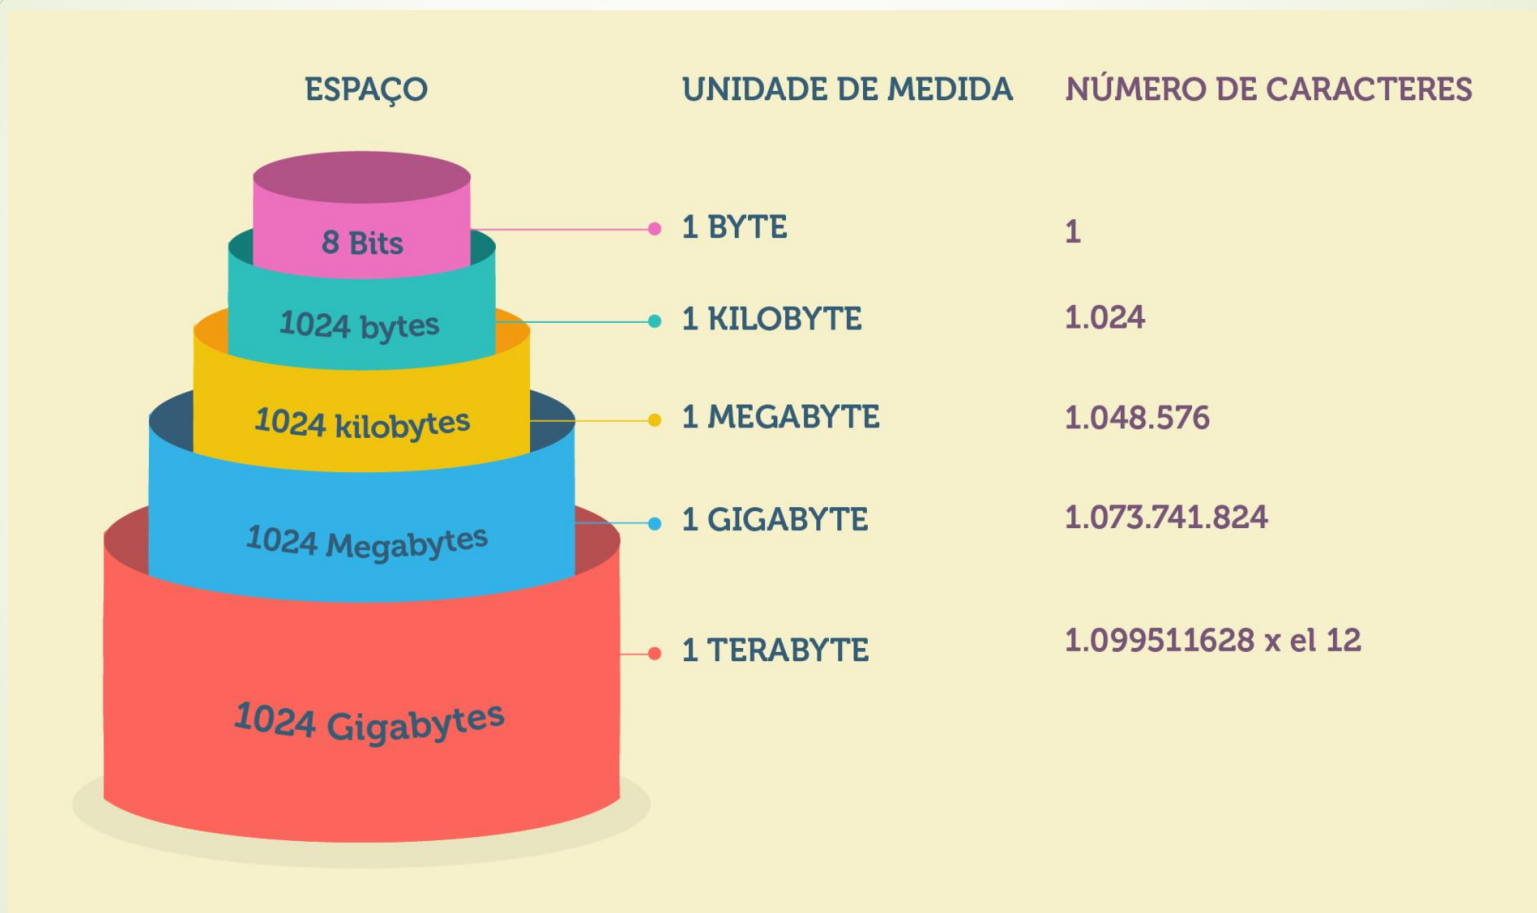 ESPAÇO UNIDADE DE MEDIDA NÚMERO DE CARACTERES
8 Bits 1 BYTE 1
1024 bytes 1 KILOBYTE 1.024
1024 kilobytes 1 MEGABYTE 1.048.576
1024 Megabytes 1 GIGABYTE 1.073.741.824
1024 Gigabytes 1 TERABYTE 1.099511628 x el 12